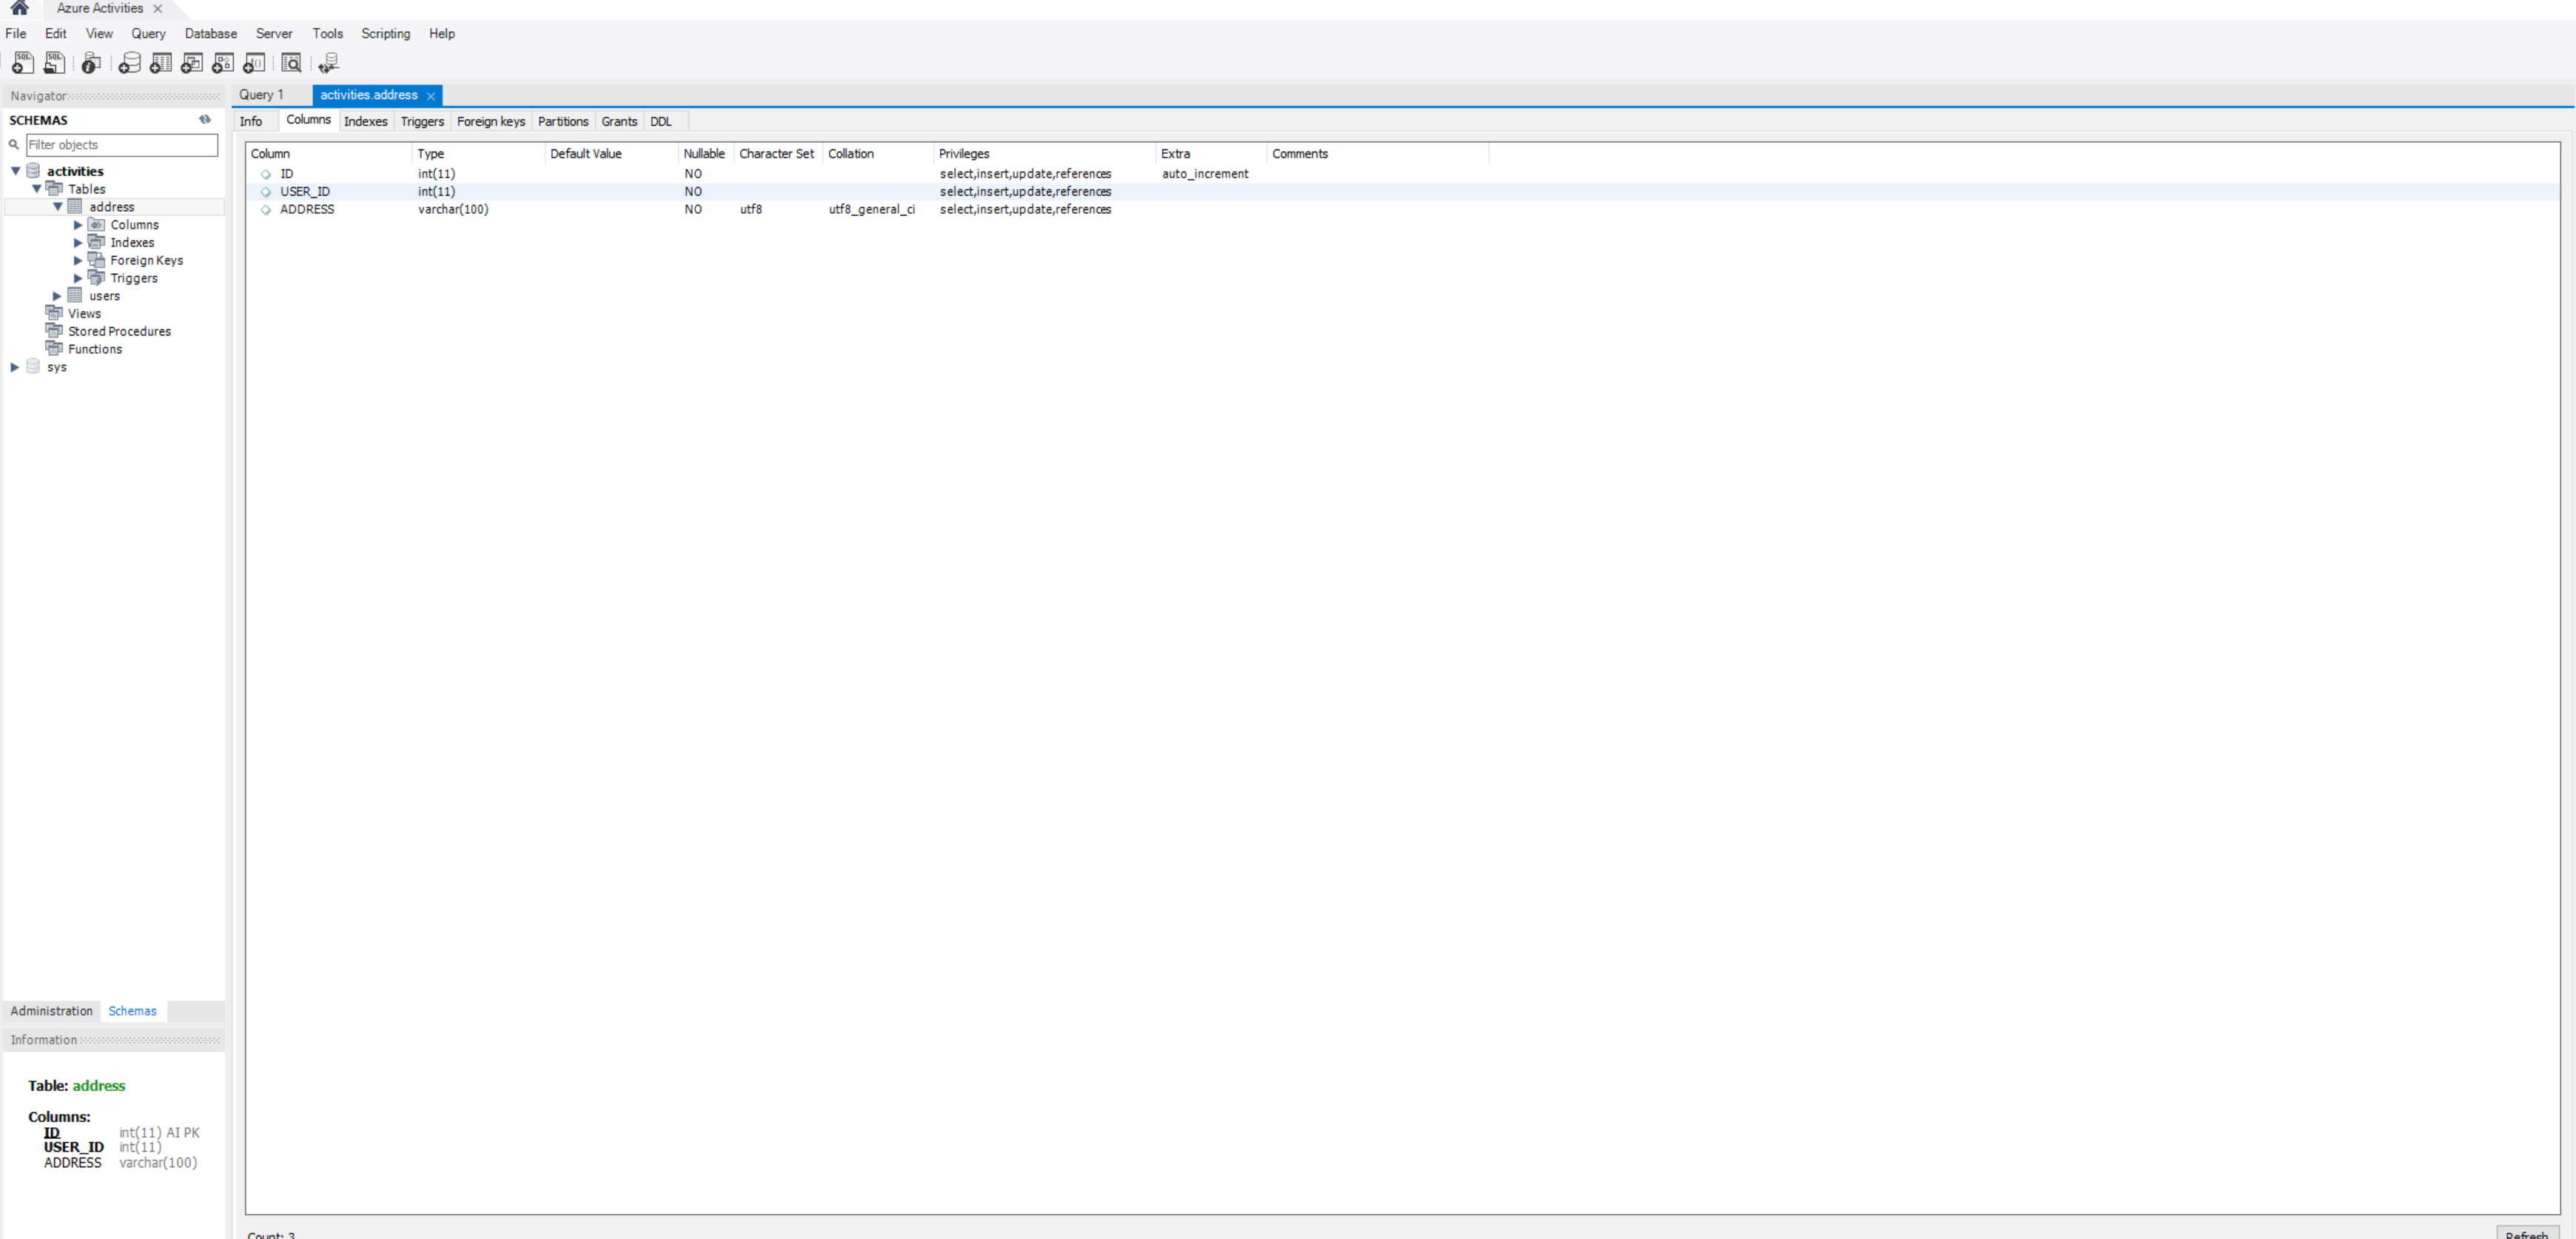 Azure Activities
File Edit View Query Database Server Tools Scripting Help
Navigator
SCHEMAS
Filter objects
activities
Tables
address
Columns
Indexes
Foreign Keys
Triggers
users
Views
Stored Procedures
Functions
sys
Administration Schemas
Information
Table: address
Columns:
ID int(11) AI PK
USER_ID int(11)
ADDRESS varchar(100)
Query 1 activities.address
Info Columns Indexes Triggers Foreign keys Partitions Grants DDL
Column Type Default Value Nullable Character Set Collation Privileges Extra Comments
ID int(11) NO select,insert,update,references auto_increment
USER_ID int(11) NO select,insert,update,references
ADDRESS varchar(100) NO utf8 utf8_general_ci select,insert,update,references
Count: 3
Refresh